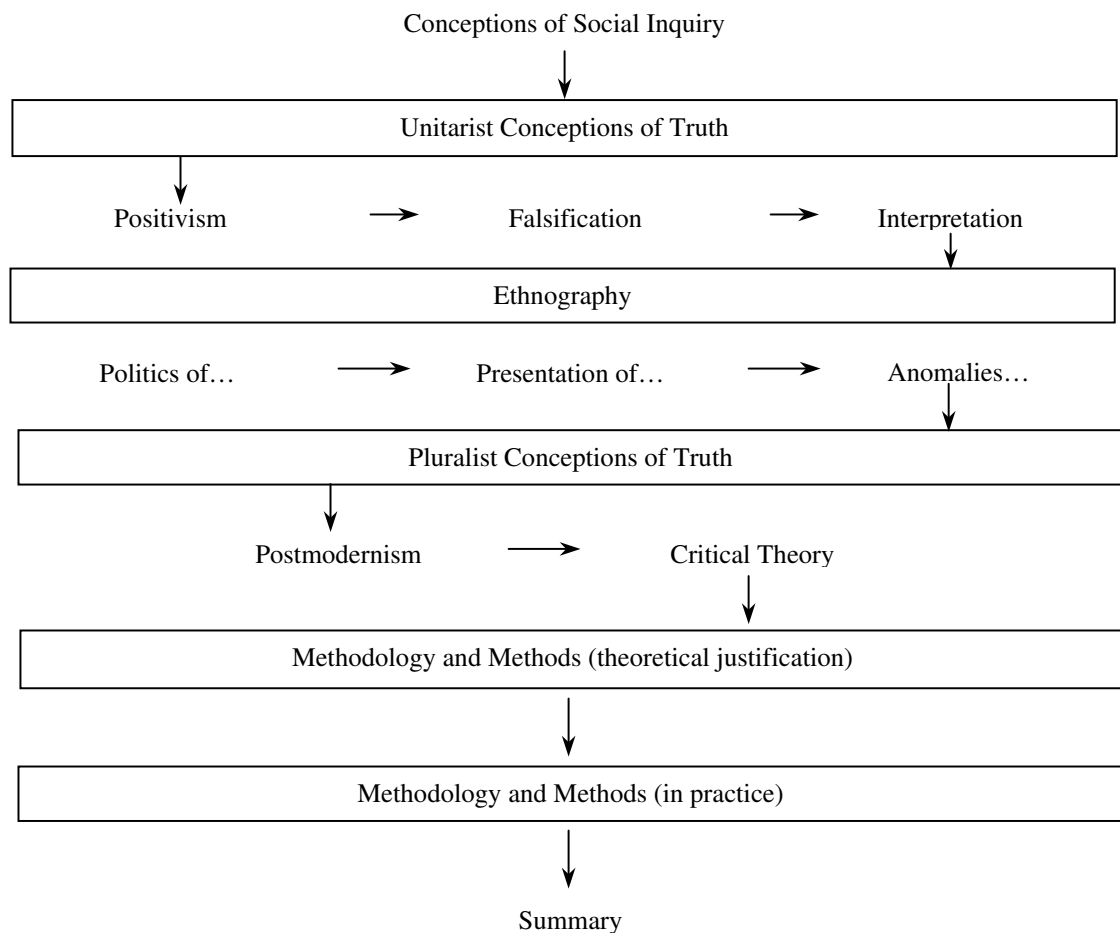 Conceptions of Social Inquiry
Unitarist Conceptions of Truth
Positivism Falsification Interpretation
Ethnography
Politics of… Presentation of… Anomalies…
Pluralist Conceptions of Truth
Postmodernism Critical Theory
Methodology and Methods (theoretical justification)
Methodology and Methods (in practice)
Summary